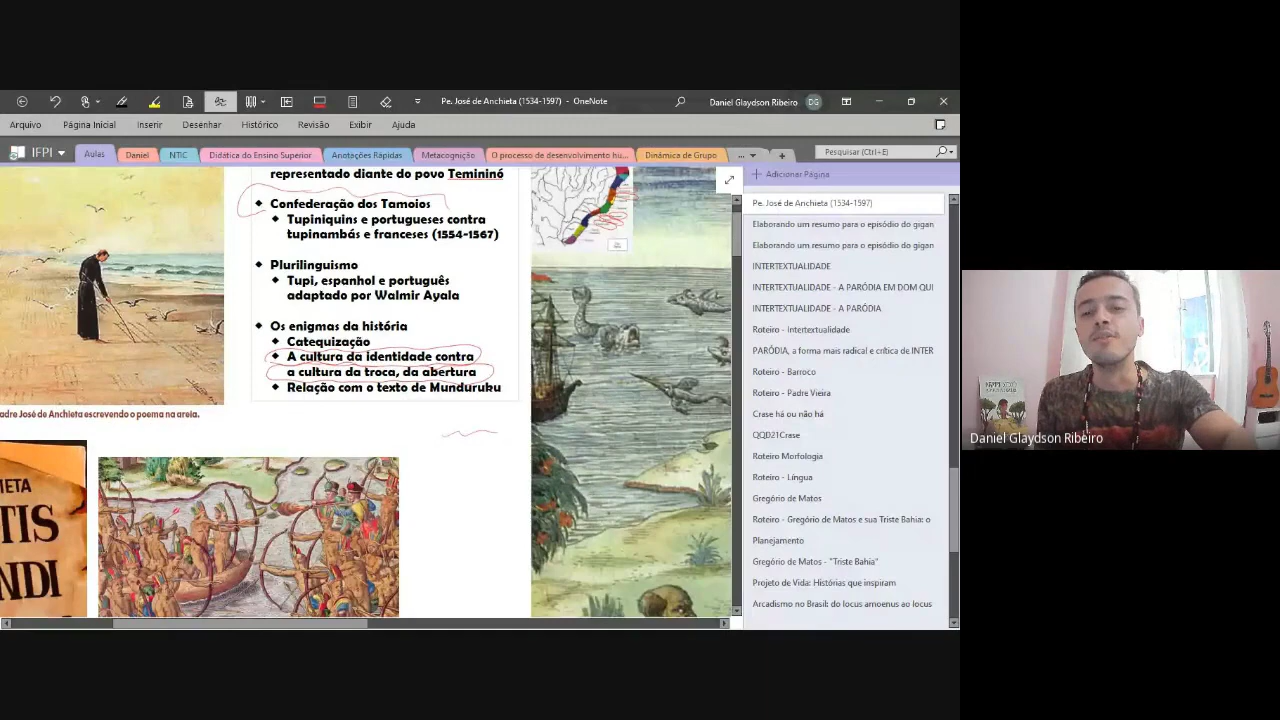 Pe. José de Anchieta (1534-1597) - OneNote
Daniel Glaydson Ribeiro
DG
Arquivo
Página Inicial
Inserir
Desenhar
Histórico
Revisão
Exibir
Ajuda
IFPI
Aulas
Daniel
NTIC
Didática do Ensino Superior
Anotações Rápidas
Metacognição
O processo de desenvolvimento hu...
Dinâmica de Grupo
...
Pesquisar (Ctrl+E)
representado diante do povo Temininó
Confederação dos Tamoios
Tupiniquins e portugueses contra
tupinambás e franceses (1554-1567)
Plurilinguismo
Tupi, espanhol e português
adaptado por Walmir Ayala
Os enigmas da história
Catequização
A cultura da identidade contra
a cultura da troca, da abertura
Relação com o texto de Munduruku
adre José de Anchieta escrevendo o poema na areia.
IETA
TIS
NDI
Adicionar Página
Pe. José de Anchieta (1534-1597)
Elaborando um resumo para o episódio do gigan
Elaborando um resumo para o episódio do gigan
INTERTEXTUALIDADE
INTERTEXTUALIDADE - A PARÓDIA EM DOM QUI
INTERTEXTUALIDADE - A PARÓDIA
Roteiro - Intertextualidade
PARÓDIA, a forma mais radical e crítica de INTER
Roteiro - Barroco
Roteiro - Padre Vieira
Crase há ou não há
QQD21Crase
Roteiro Morfologia
Roteiro - Língua
Gregório de Matos
Roteiro - Gregório de Matos e sua Triste Bahia: o
Planejamento
Gregório de Matos - "Triste Bahia"
Projeto de Vida: Histórias que inspiram
Arcadismo no Brasil: do locus amoenus ao locus
Daniel Glaydson Ribeiro